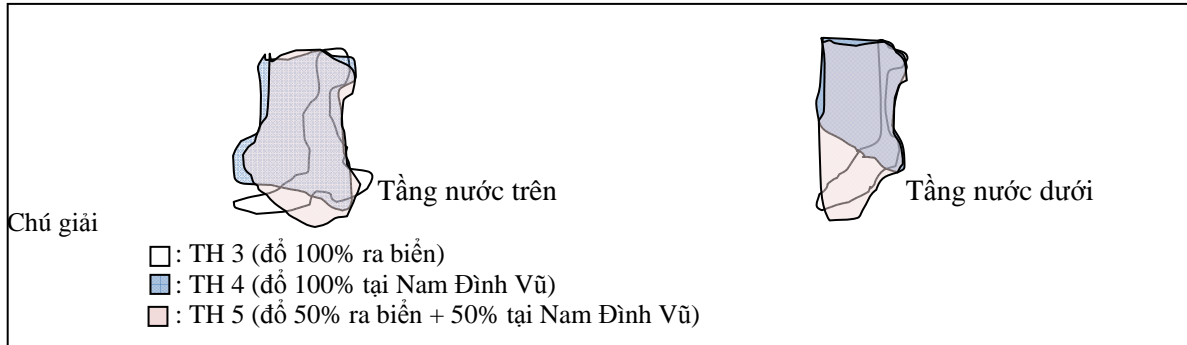 Tầng nước trên
Tầng nước dưới
Chú giải
: TH 3 (đổ 100% ra biển)
: TH 4 (đổ 100% tại Nam Đình Vũ)
: TH 5 (đổ 50% ra biển + 50% tại Nam Đình Vũ)